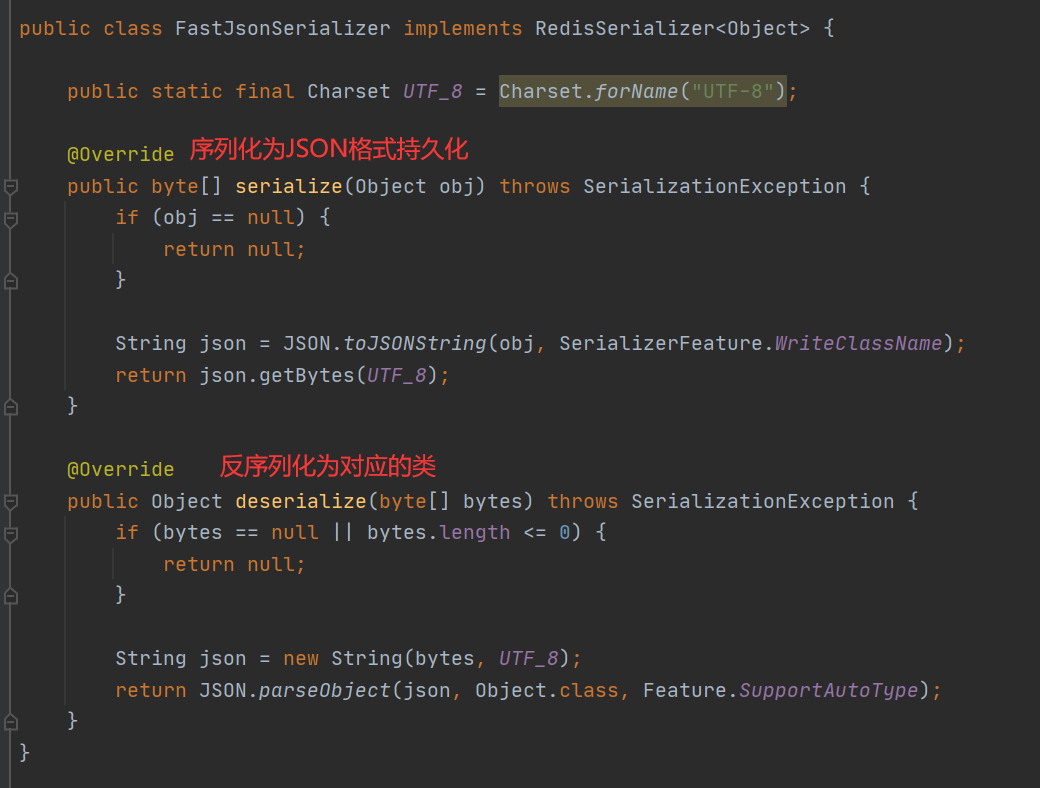 public class FastJsonSerializer implements RedisSerializer<Object> {
public static final Charset UTF_8 = Charset.forName("UTF-8");
@Override 序列化为JSON格式持久化
public byte[] serialize(Object obj) throws SerializationException {
if (obj == null) {
return null;
}
String json = JSON.toJSONString(obj, SerializerFeature.WriteClassName);
return json.getBytes(UTF_8);
}
@Override 反序列化为对应的类
public Object deserialize(byte[] bytes) throws SerializationException {
if (bytes == null || bytes.length <= 0) {
return null;
}
String json = new String(bytes, UTF_8);
return JSON.parseObject(json, Object.class, Feature.SupportAutoType);
}
}